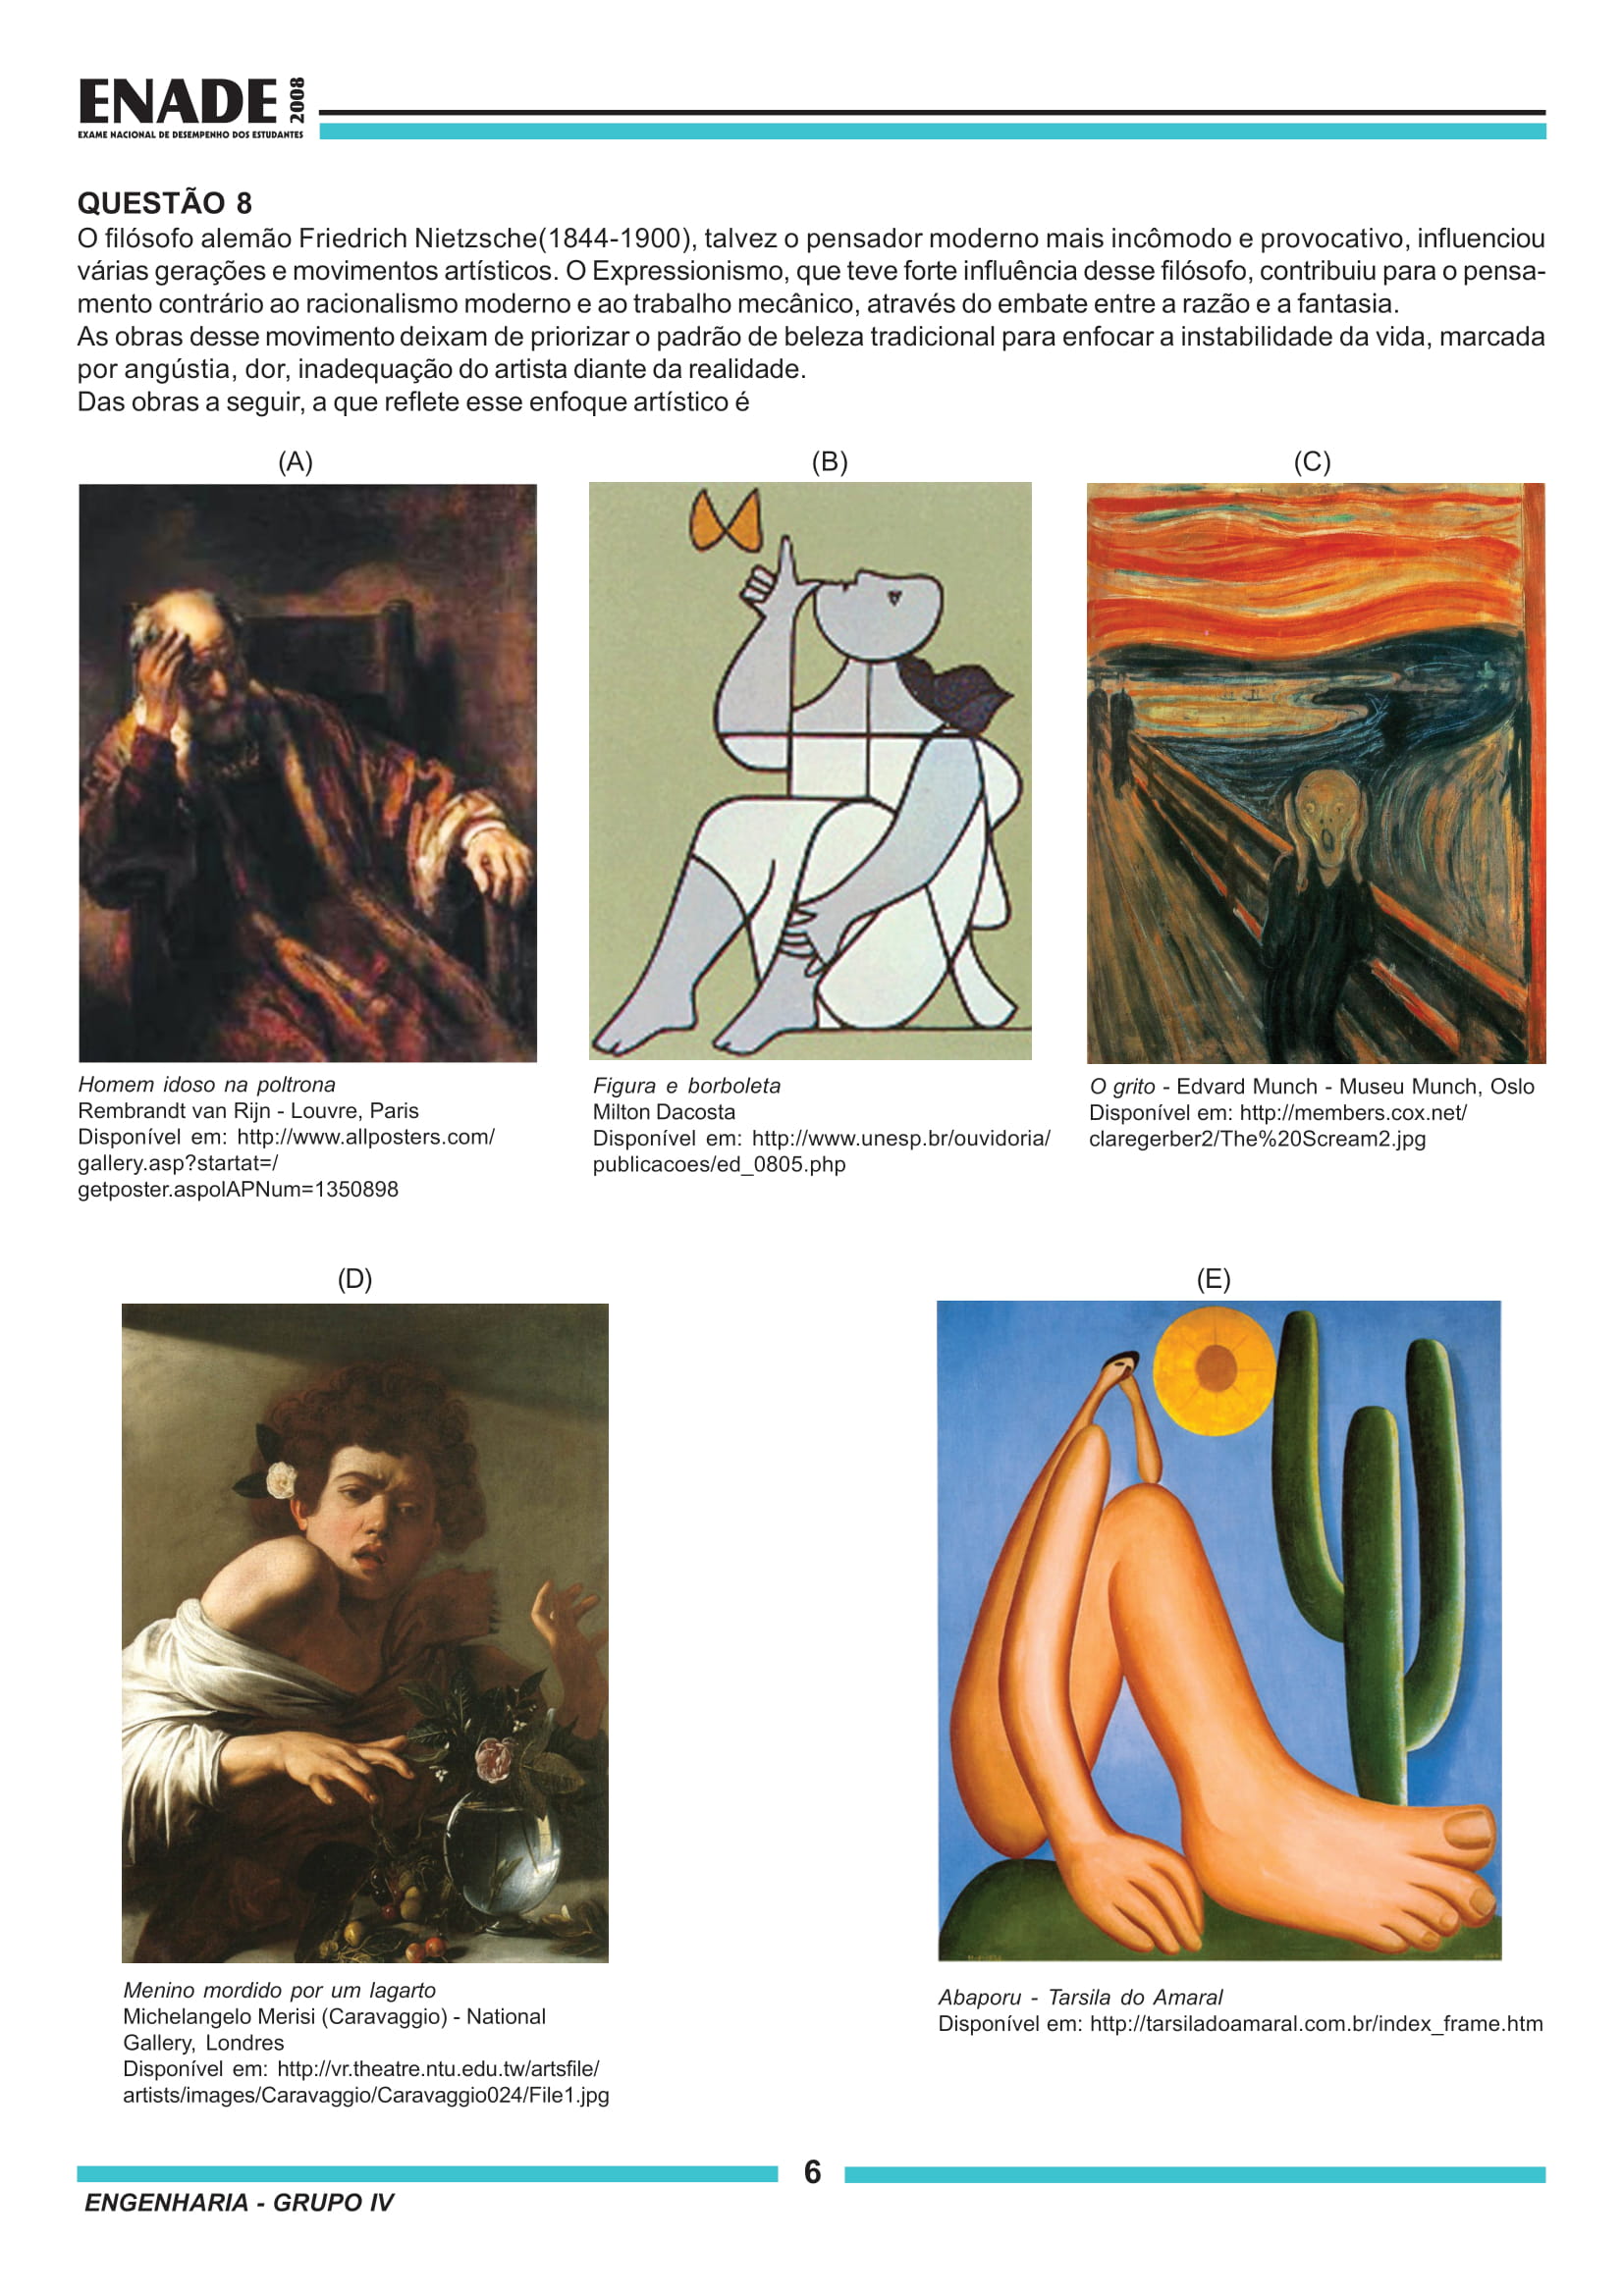 ENADE 2008
EXAME NACIONAL DE DESEMPENHO DOS ESTUDANTES
QUESTÃO 8
O filósofo alemão Friedrich Nietzsche(1844-1900), talvez o pensador moderno mais incômodo e provocativo, influenciou
várias gerações e movimentos artísticos. O Expressionismo, que teve forte influência desse filósofo, contribuiu para o pensa-
mento contrário ao racionalismo moderno e ao trabalho mecânico, através do embate entre a razão e a fantasia.
As obras desse movimento deixam de priorizar o padrão de beleza tradicional para enfocar a instabilidade da vida, marcada
por angústia, dor, inadequação do artista diante da realidade.
Das obras a seguir, a que reflete esse enfoque artístico é
(A)
Homem idoso na poltrona
Rembrandt van Rijn - Louvre, Paris
Disponível em: http://www.allposters.com/
gallery.asp?startat=/
getposter.aspolAPNum=1350898
(B)
Figura e borboleta
Milton Dacosta
Disponível em: http://www.unesp.br/ouvidoria/
publicacoes/ed_0805.php
(C)
O grito - Edvard Munch - Museu Munch, Oslo
Disponível em: http://members.cox.net/
claregerber2/The%20Scream2.jpg
(D)
Menino mordido por um lagarto
Michelangelo Merisi (Caravaggio) - National
Gallery, Londres
Disponível em: http://vr.theatre.ntu.edu.tw/artsfile/
artists/images/Caravaggio/Caravaggio024/File1.jpg
(E)
Abaporu - Tarsila do Amaral
Disponível em: http://tarsiladoamaral.com.br/index_frame.htm
6
ENGENHARIA - GRUPO IV